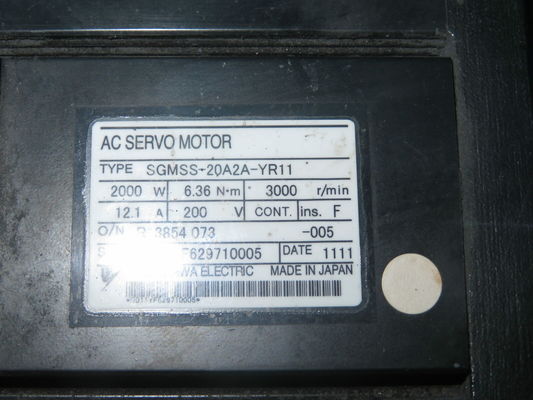 AC SERVO MOTOR
TYPE SGMSS-20A2A-YR11
2000 W 6.36 N·m 3000 r/min
12.1 A 200 V CONT. ins. F
O/N 3854 073 -005
S F629710005 DATE 1111
WA ELECTRIC MADE IN JAPAN